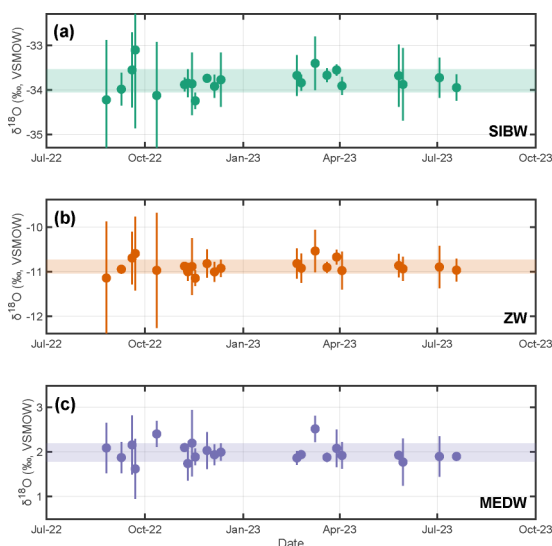 (a)
-33
-34
-35
δ18O (‰, VSMOW)
SIBW
Jul-22 Oct-22 Jan-23 Apr-23 Jul-23 Oct-23
(b)
-10
-11
-12
δ18O (‰, VSMOW)
ZW
Jul-22 Oct-22 Jan-23 Apr-23 Jul-23 Oct-23
(c)
3
2
1
δ18O (‰, VSMOW)
MEDW
Jul-22 Oct-22 Jan-23 Apr-23 Jul-23 Oct-23
Date